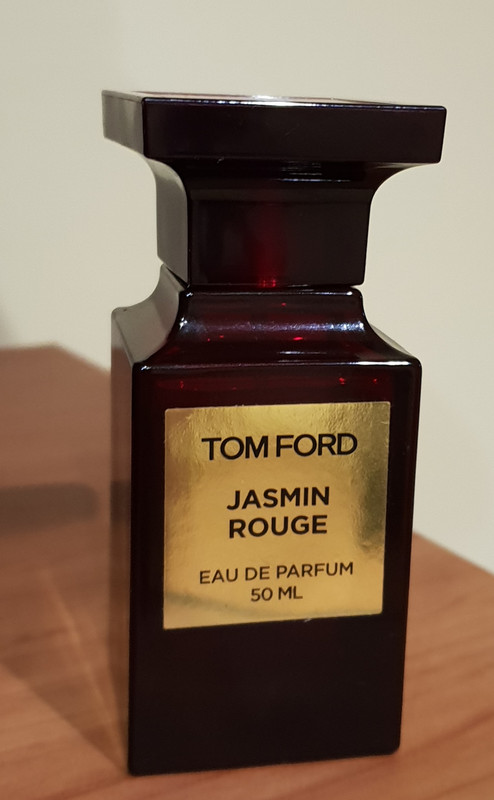 TOM FORD
JASMIN
ROUGE
EAU DE PARFUM
50 ML